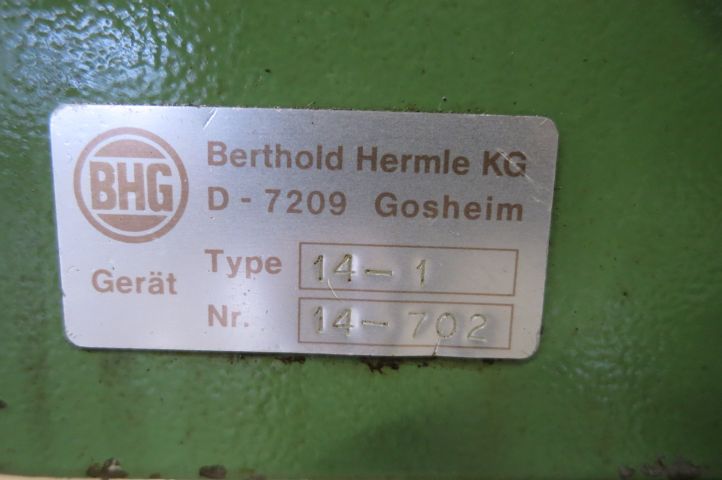 BHG
Berthold Hermle KG
D - 7209 Gosheim
Gerät
Type 14-1
Nr. 14-702